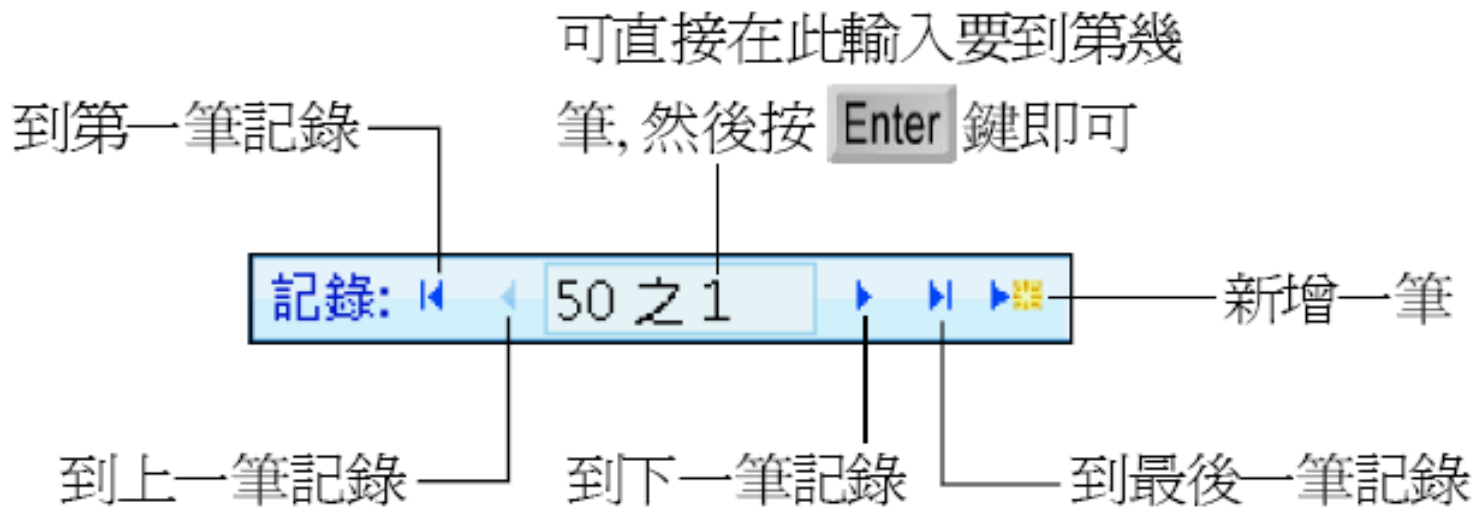 可直接在此輸入要到第幾
筆, 然後按 Enter 鍵即可
到第一筆記錄
記錄: 50 之 1
新增一筆
到上一筆記錄
到下一筆記錄
到最後一筆記錄